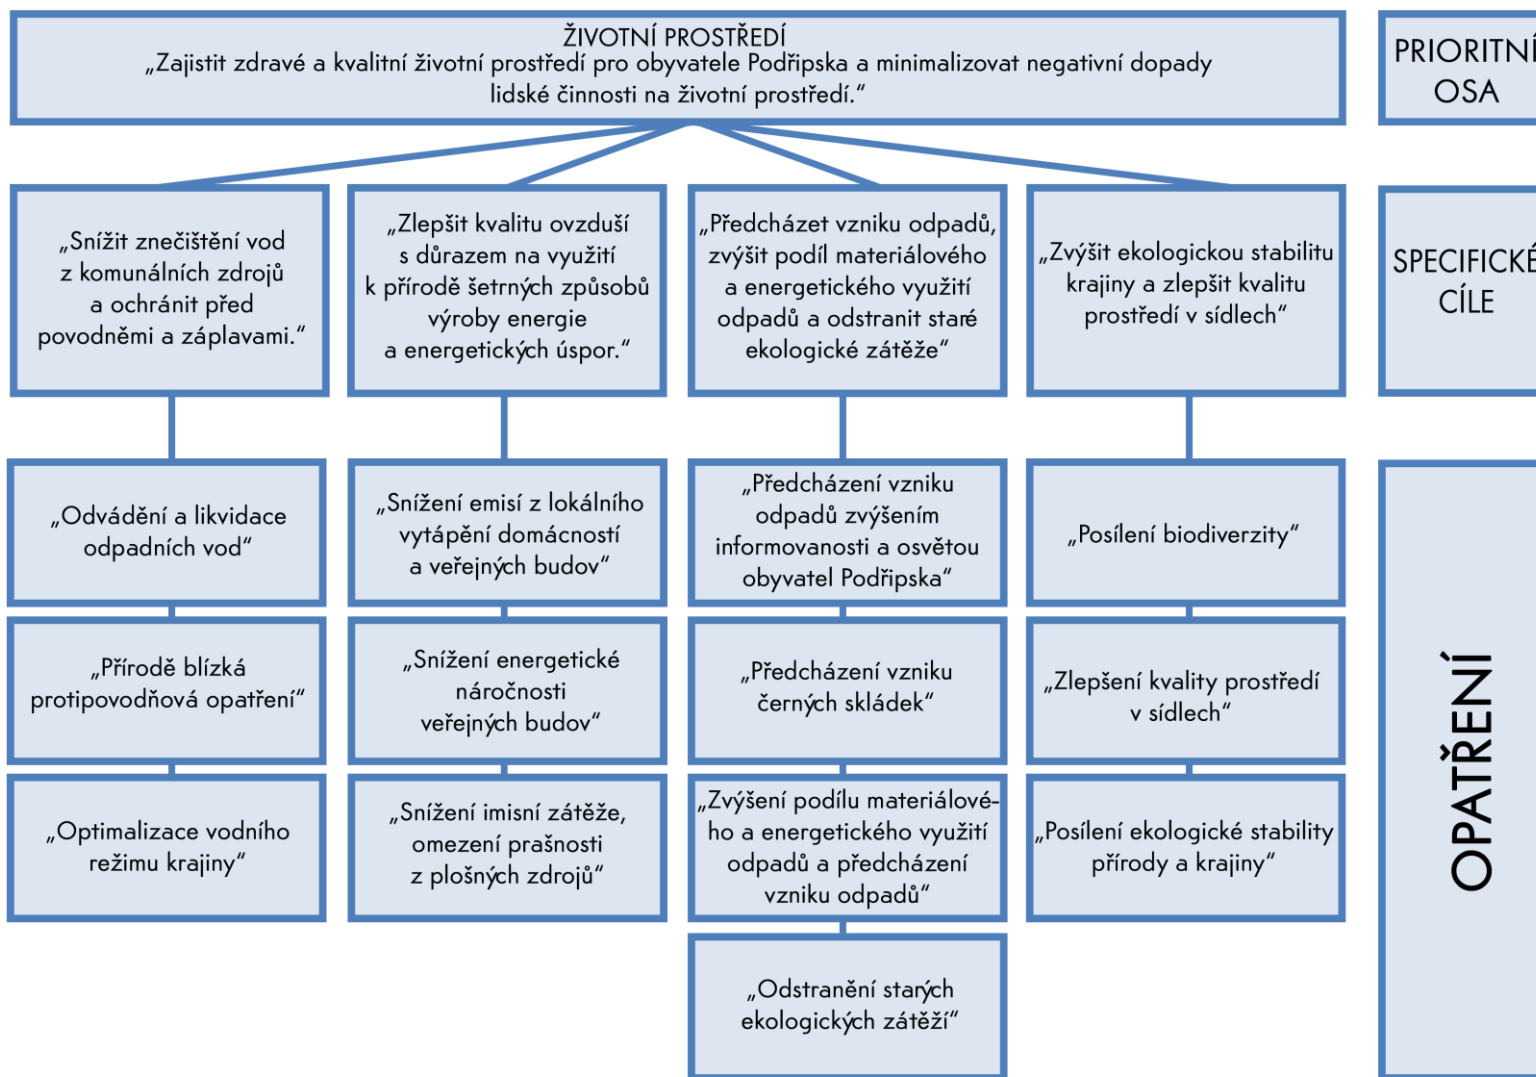 ŽIVOTNÍ PROSTŘEDÍ
„Zajistit zdravé a kvalitní životní prostředí pro obyvatele Podřipska a minimalizovat negativní dopady
lidské činnosti na životní prostředí.“
PRIORITNÍ
OSA
„Snížit znečištění vod
z komunálních zdrojů
a ochránit před
povodněmi a záplavami.“
„Zlepšit kvalitu ovzduší
s důrazem na využití
k přírodě šetrných způsobů
výroby energie
a energetických úspor.“
„Předcházet vzniku odpadů,
zvýšit podíl materiálového
a energetického využití
odpadů a odstranit staré
ekologické zátěže“
„Zvýšit ekologickou stabilitu
krajiny a zlepšit kvalitu
prostředí v sídlech“
SPECIFICKÉ
CÍLE
„Odvádění a likvidace
odpadních vod“
„Snížení emisí z lokálního
vytápění domácností
a veřejných budov“
„Předcházení vzniku
odpadů zvýšením
informovanosti a osvětou
obyvatel Podřipska“
„Posílení biodiverzity“
„Přírodě blízká
protipovodňová opatření“
„Snížení energetické
náročnosti
veřejných budov“
„Předcházení vzniku
černých skládek“
„Zlepšení kvality prostředí
v sídlech“
„Optimalizace vodního
režimu krajiny“
„Snížení imisní zátěže,
omezení prašnosti
z plošných zdrojů“
„Zvýšení podílu materiálové-
ho a energetického využití
odpadů a předcházení
vzniku odpadů“
„Posílení ekologické stability
přírody a krajiny“
„Odstranění starých
ekologických zátěží“
OPATŘENÍ